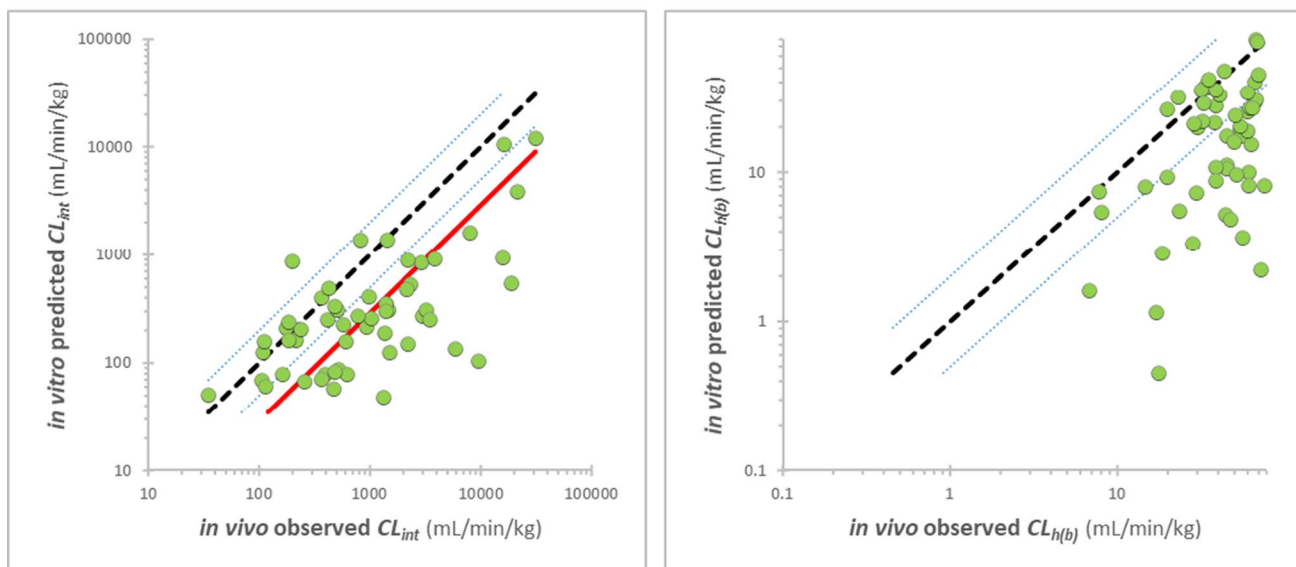 100000
10000
1000
100
10
in vitro predicted CLint (mL/min/kg)
10 100 1000 10000 100000
in vivo observed CLint (mL/min/kg)
10
1
0.1
in vitro predicted CLh(b) (mL/min/kg)
0.1 1 10
in vivo observed CLh(b) (mL/min/kg)